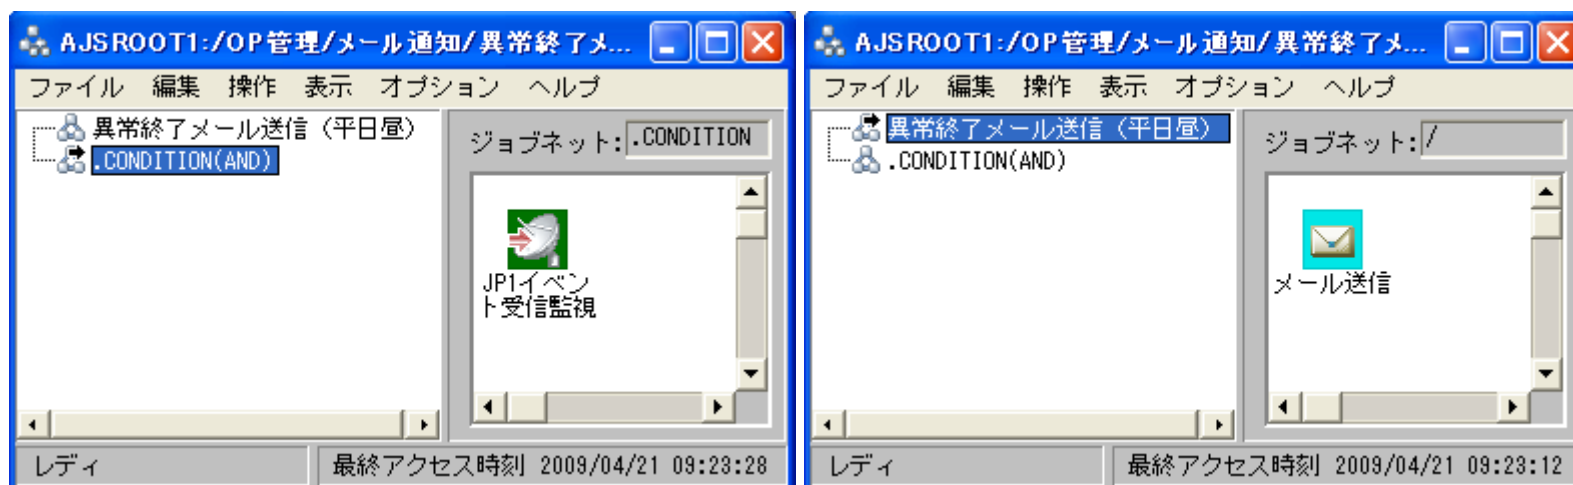 AJSROOT1:/OP管理/メール通知/異常終了メ...
ファイル 編集 操作 表示 オプション ヘルプ
異常終了メール送信（平日昼）
.CONDITION(AND)
ジョブネット:.CONDITION
JP1イベン
ト受信監視
レディ
最終アクセス時刻 2009/04/21 09:23:28
AJSROOT1:/OP管理/メール通知/異常終了メ...
ファイル 編集 操作 表示 オプション ヘルプ
異常終了メール送信（平日昼）
.CONDITION(AND)
ジョブネット:/
メール送信
レディ
最終アクセス時刻 2009/04/21 09:23:12